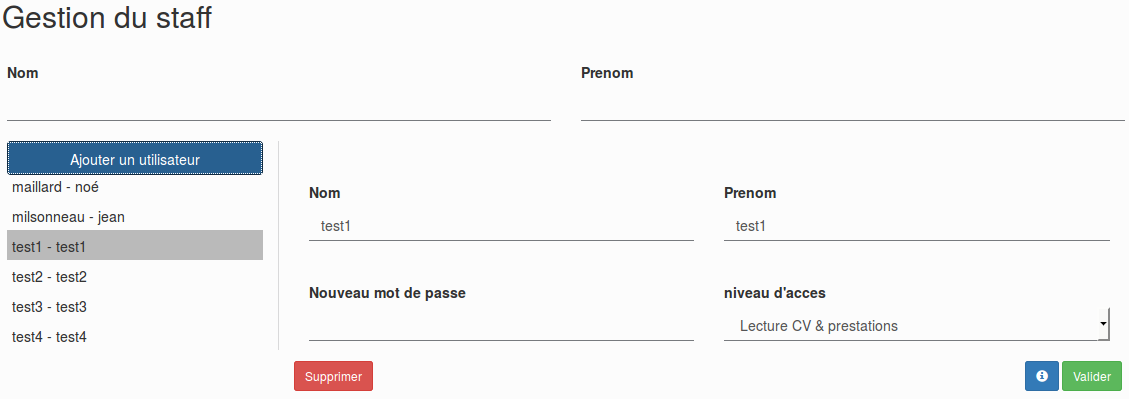 Gestion du staff
Nom
Prenom
Ajouter un utilisateur
maillard - noé
milsonneau - jean
test1 - test1
test2 - test2
test3 - test3
test4 - test4
Nom
Prenom
test1
test1
Nouveau mot de passe
niveau d'acces
Lecture CV & prestations
Supprimer
Valider